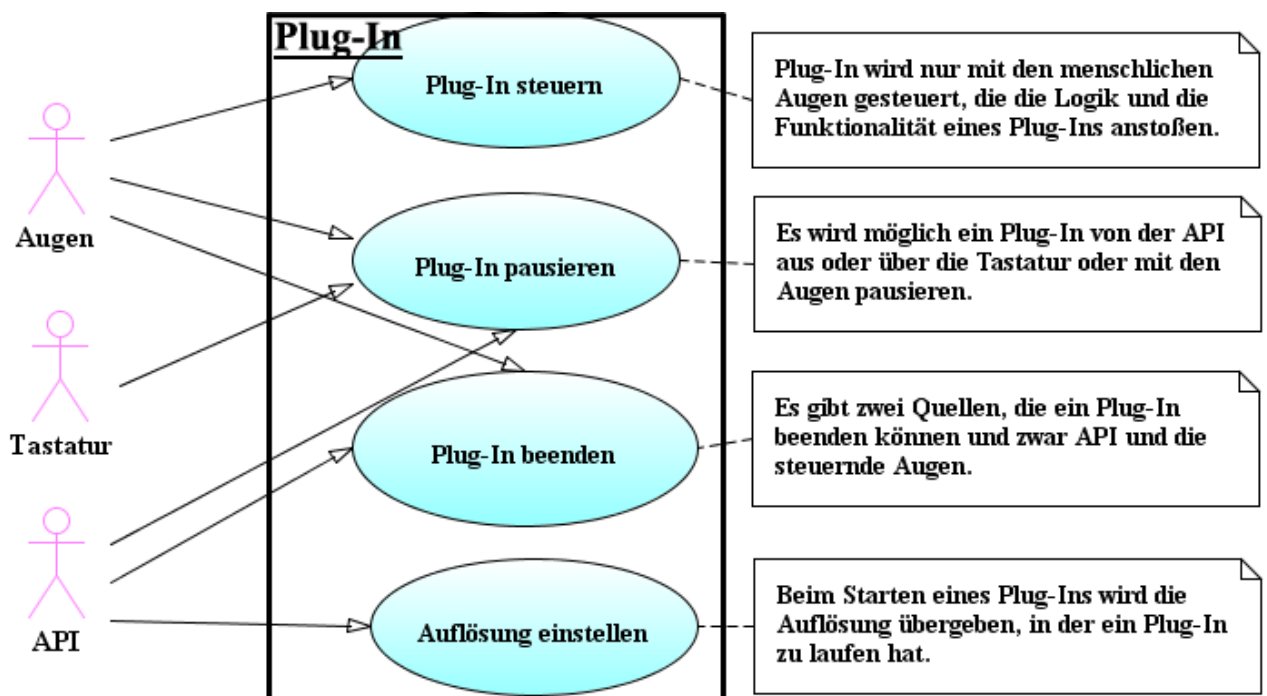 Plug-In
Plug-In steuern
Plug-In wird nur mit den menschlichen
Augen gesteuert, die die Logik und die
Funktionalität eines Plug-Ins anstoßen.
Augen
Plug-In pausieren
Es wird möglich ein Plug-In von der API
aus oder über die Tastatur oder mit den
Augen pausieren.
Tastatur
Plug-In beenden
Es gibt zwei Quellen, die ein Plug-In
beenden können und zwar API und die
steuernde Augen.
API
Auflösung einstellen
Beim Starten eines Plug-Ins wird die
Auflösung übergeben, in der ein Plug-In
zu laufen hat.